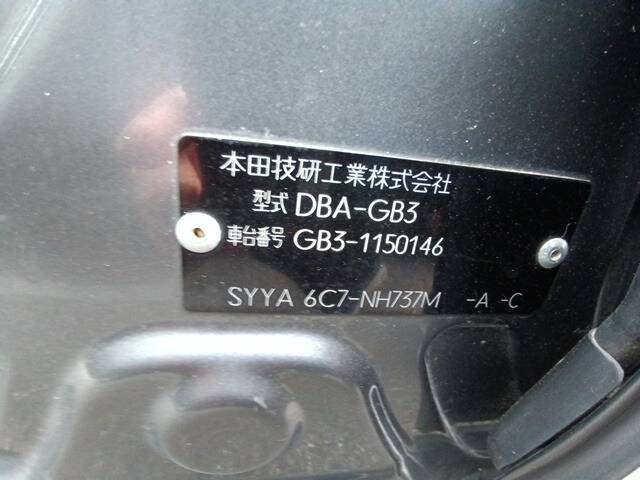 本田技研工業株式会社
型式 DBA-GB3
車台番号 GB3-1150146
SYYA 6C7-NH737M -A -C